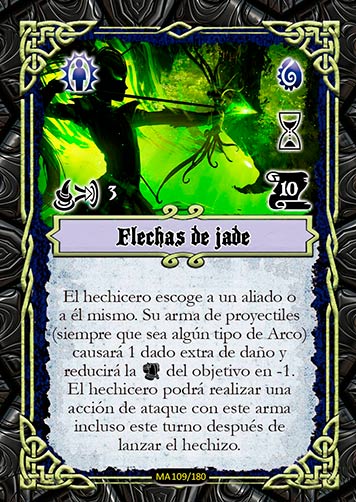 3
10
Flechas de jade
El hechicero escoge a un aliado o
a él mismo. Su arma de proyectiles
(siempre que sea algún tipo de Arco)
causará 1 dado extra de daño y
reducirá la del objetivo en -1.
El hechicero podrá realizar una
acción de ataque con este arma
incluso este turno después de
lanzar el hechizo.
MA109/180